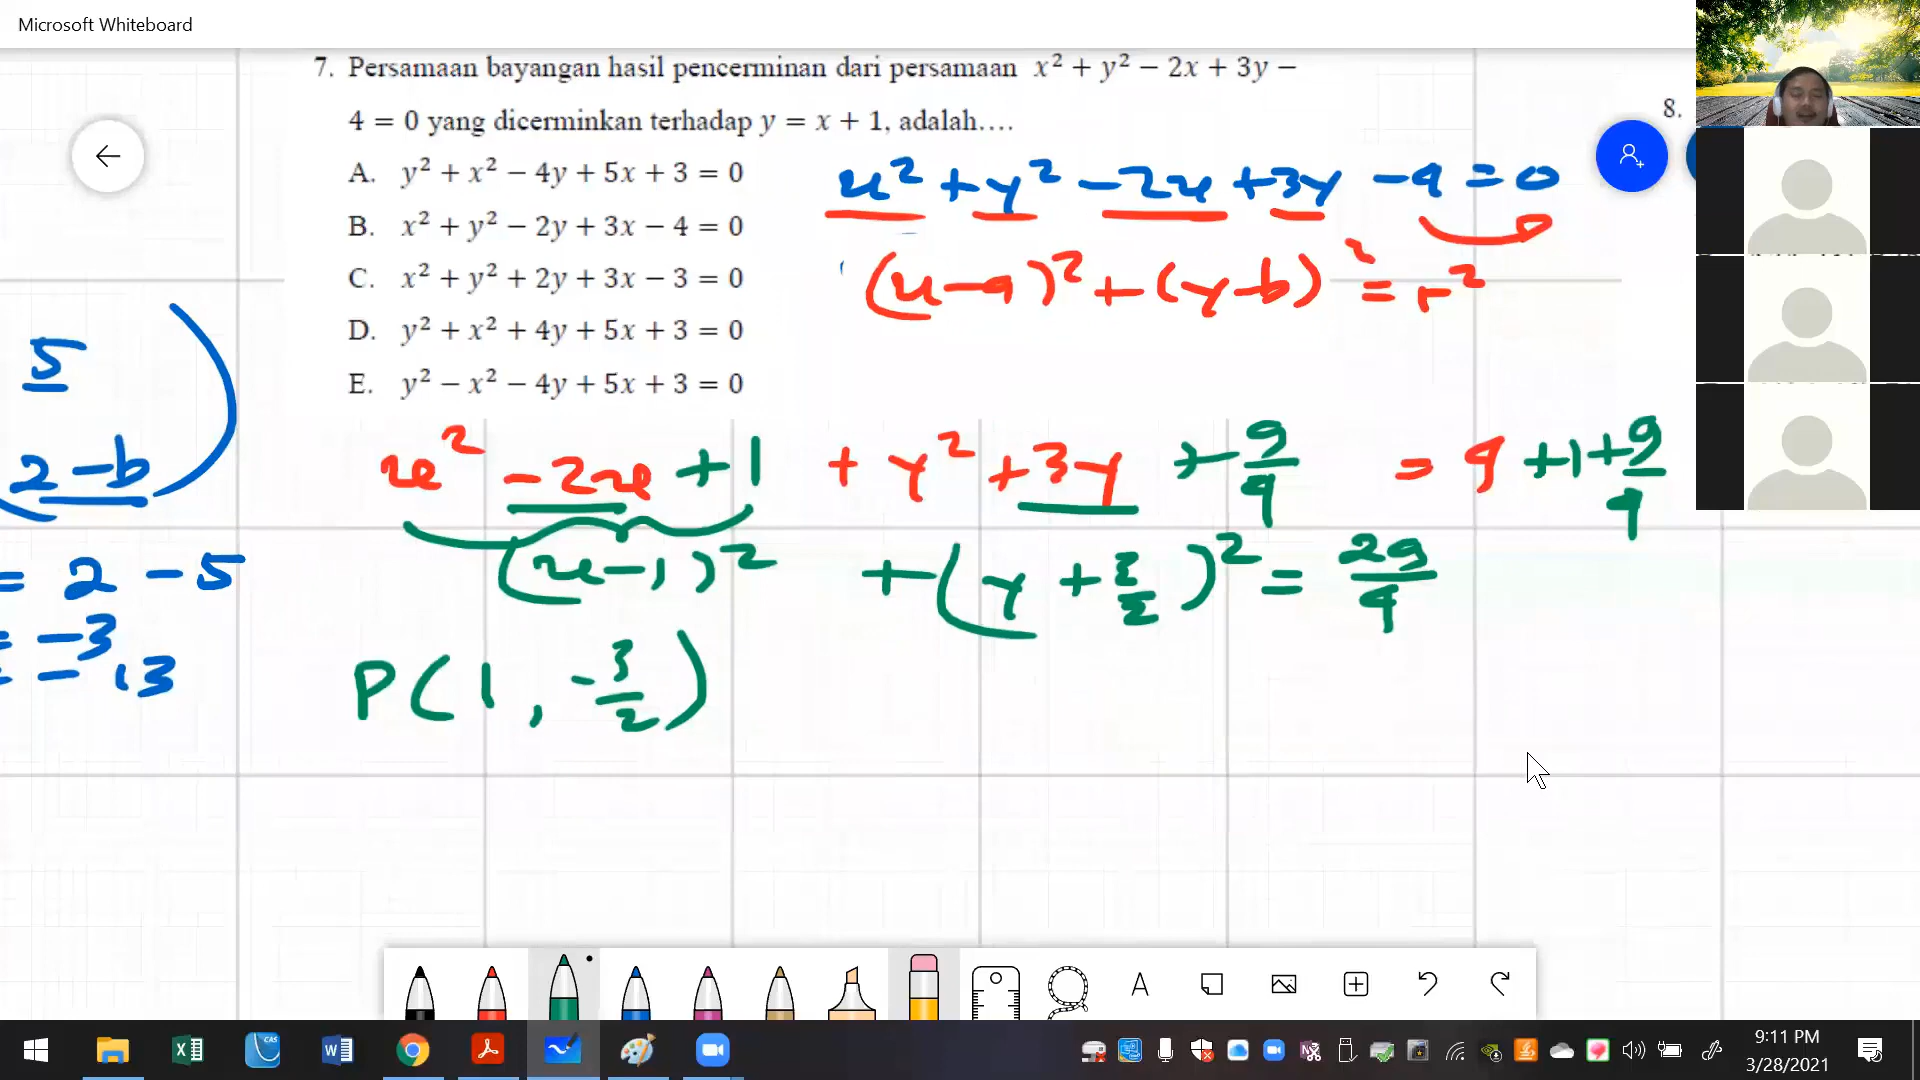 Microsoft Whiteboard
7. Persamaan bayangan hasil pencerminan dari persamaan x² + y² − 2x + 3y −
4 = 0 yang dicerminkan terhadap y = x + 1, adalah....
8.
A. y² + x² − 4y + 5x + 3 = 0
B. x² + y² − 2y + 3x − 4 = 0
C. x² + y² + 2y + 3x − 3 = 0
D. y² + x² + 4y + 5x + 3 = 0
E. y² − x² − 4y + 5x + 3 = 0
x² + y² − 2x + 3y − 4 = 0
(x − a)² + (y − b)² = r²
5
2 − b
= 2 − 5
= −3
− 13
x² − 2x + 1 + y² + 3y + 9/4 = 4 + 1 + 9/4
(x − 1)² + (y + 3/2)² = 29/4
P(1, −3/2)
A
CAS
9:11 PM
3/28/2021